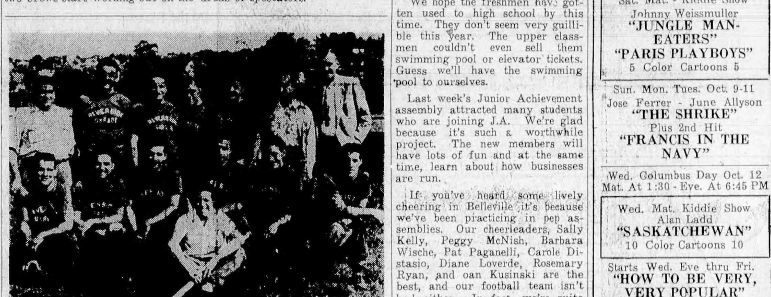 We hope the freshmen have got-
ten used to high school by this
time. They don't seem very gulli-
ble this year. The upper class-
men couldn't even sell them
swimming pool or elevator tickets.
Guess we'll have the swimming
pool to ourselves.
Last week's Junior Achievement
assembly attracted many students
who are joining J.A. We're glad
because it's such a worthwhile
project. The new members will
have lots of fun and at the same
time, learn about how businesses
are run.
If you've heard some lively
cheering in Belleville it's because
we've been practicing in pep as-
semblies. Our cheerleaders, Sally
Kelly, Peggy McNish, Barbara
Wische, Pat Paganelli, Carole Di-
stasio, Diane Loverde, Rosemary
Ryan, and oan Kusinski are the
best, and our football team isn't
Sat. Mat. - Kiddie Show
Johnny Weissmuller
"JUNGLE MAN-
EATERS"
"PARIS PLAYBOYS"
5 Color Cartoons 5
Sun. Mon. Tues. Oct. 9-11
Jose Ferrer - June Allyson
"THE SHRIKE"
Plus 2nd Hit
"FRANCIS IN THE
NAVY"
Wed. Columbus Day Oct. 12
Mat. At 1:30 - Eve. At 6:45 PM
Wed. Mat. Kiddie Show
Alan Ladd
"SASKATCHEWAN"
10 Color Cartoons 10
Starts Wed. Eve thru Fri.
"HOW TO BE VERY,
VERY POPULAR"